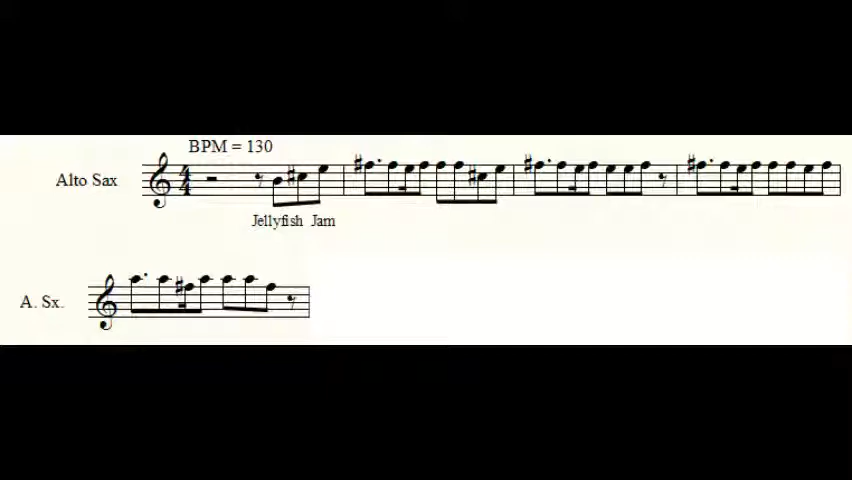 BPM = 130
Alto Sax
Jellyfish Jam
A. Sx.